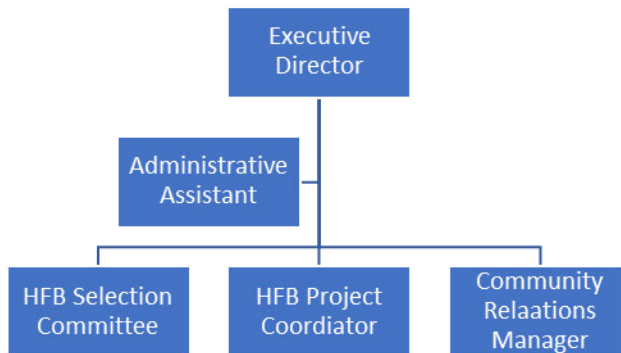 Executive
Director
Administrative
Assistant
HFB Selection
Committee
HFB Project
Coordiator
Community
Relaations
Manager